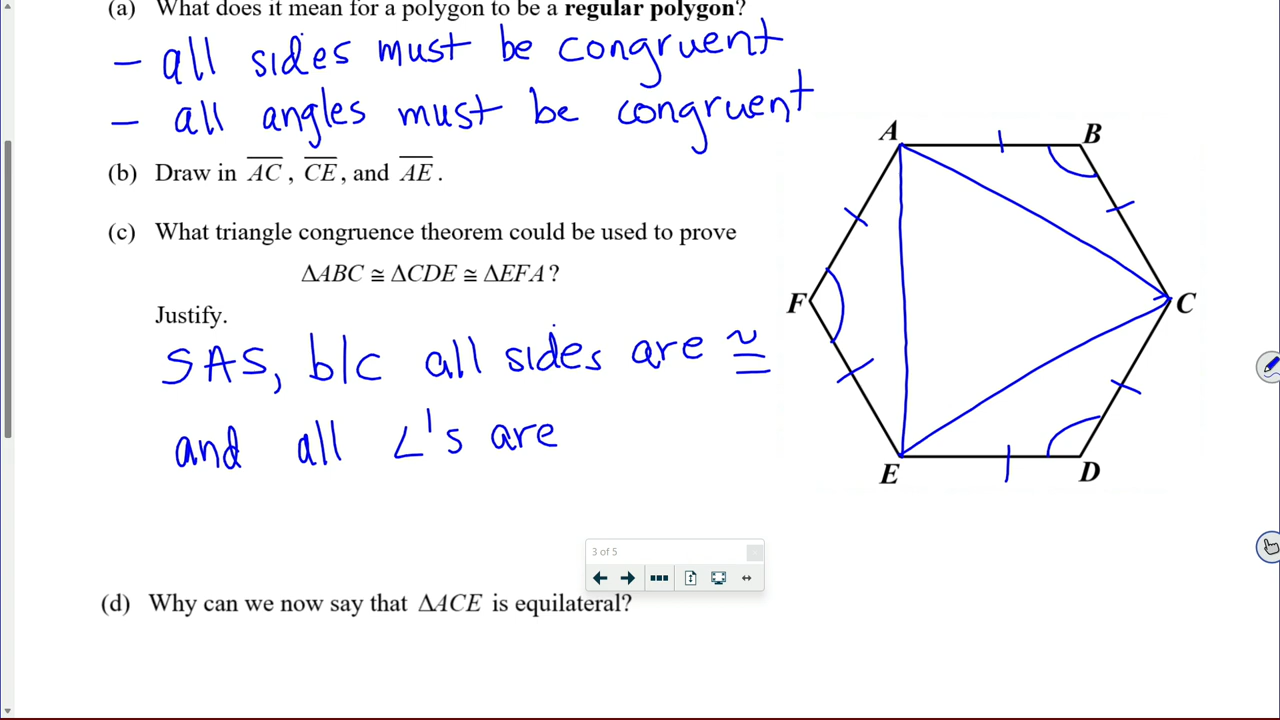 (a) What does it mean for a polygon to be a regular polygon?
– all sides must be congruent
– all angles must be congruent
(b) Draw in AC, CE, and AE.
(c) What triangle congruence theorem could be used to prove
ΔABC ≅ ΔCDE ≅ ΔEFA?
Justify.
SAS, b/c all sides are ≅
and all ∠'s are
A
B
F
C
E
D
3 of 5
(d) Why can we now say that ΔACE is equilateral?